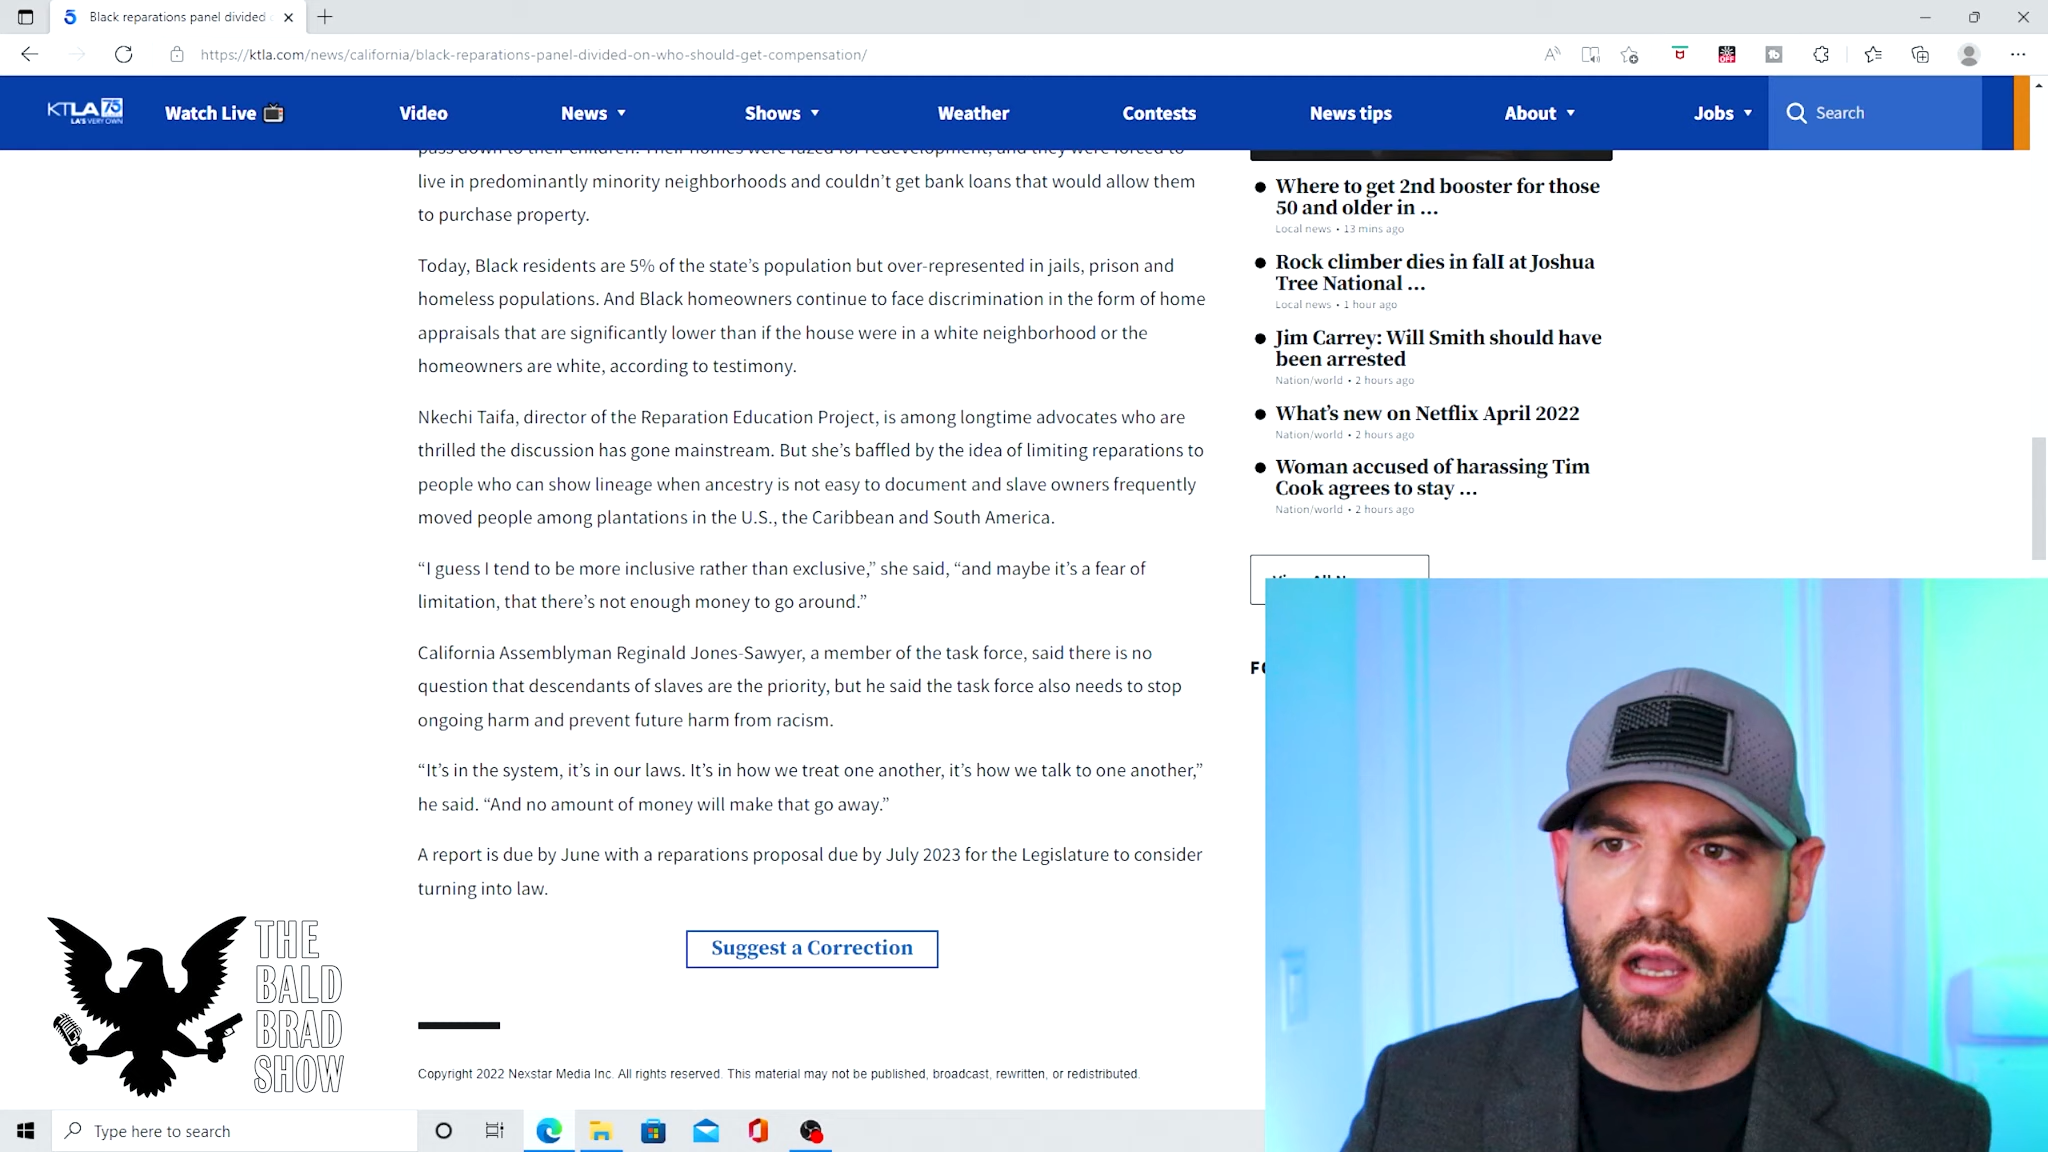 Black reparations panel divided
https://ktla.com/news/california/black-reparations-panel-divided-on-who-should-get-compensation/
KTLA 75
LA'S VERY OWN
Watch Live
Video
News
Shows
Weather
Contests
News tips
About
Jobs
Search
pass down to their children. Their homes were razed for redevelopment, and they were forced to
live in predominantly minority neighborhoods and couldn't get bank loans that would allow them
to purchase property.
Today, Black residents are 5% of the state's population but over-represented in jails, prison and
homeless populations. And Black homeowners continue to face discrimination in the form of home
appraisals that are significantly lower than if the house were in a white neighborhood or the
homeowners are white, according to testimony.
Nkechi Taifa, director of the Reparation Education Project, is among longtime advocates who are
thrilled the discussion has gone mainstream. But she's baffled by the idea of limiting reparations to
people who can show lineage when ancestry is not easy to document and slave owners frequently
moved people among plantations in the U.S., the Caribbean and South America.
“I guess I tend to be more inclusive rather than exclusive,” she said, “and maybe it's a fear of
limitation, that there's not enough money to go around.”
California Assemblyman Reginald Jones-Sawyer, a member of the task force, said there is no
question that descendants of slaves are the priority, but he said the task force also needs to stop
ongoing harm and prevent future harm from racism.
“It's in the system, it's in our laws. It's in how we treat one another, it's how we talk to one another,”
he said. “And no amount of money will make that go away.”
A report is due by June with a reparations proposal due by July 2023 for the Legislature to consider
turning into law.
Suggest a Correction
Copyright 2022 Nexstar Media Inc. All rights reserved. This material may not be published, broadcast, rewritten, or redistributed.
Where to get 2nd booster for those
50 and older in ...
Local news • 13 mins ago
Rock climber dies in fall at Joshua
Tree National ...
Local news • 1 hour ago
Jim Carrey: Will Smith should have
been arrested
Nation/world • 2 hours ago
What's new on Netflix April 2022
Nation/world • 2 hours ago
Woman accused of harassing Tim
Cook agrees to stay ...
Nation/world • 2 hours ago
THE
BALD
BRAD
SHOW
Type here to search